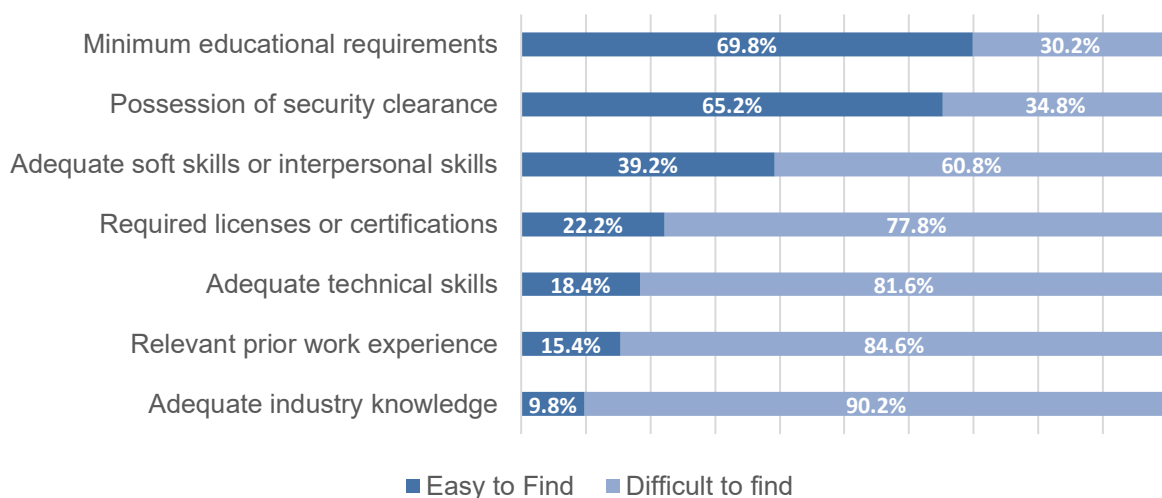 Minimum educational requirements 69.8% 30.2%
Possession of security clearance 65.2% 34.8%
Adequate soft skills or interpersonal skills 39.2% 60.8%
Required licenses or certifications 22.2% 77.8%
Adequate technical skills 18.4% 81.6%
Relevant prior work experience 15.4% 84.6%
Adequate industry knowledge 9.8% 90.2%
Easy to Find Difficult to find